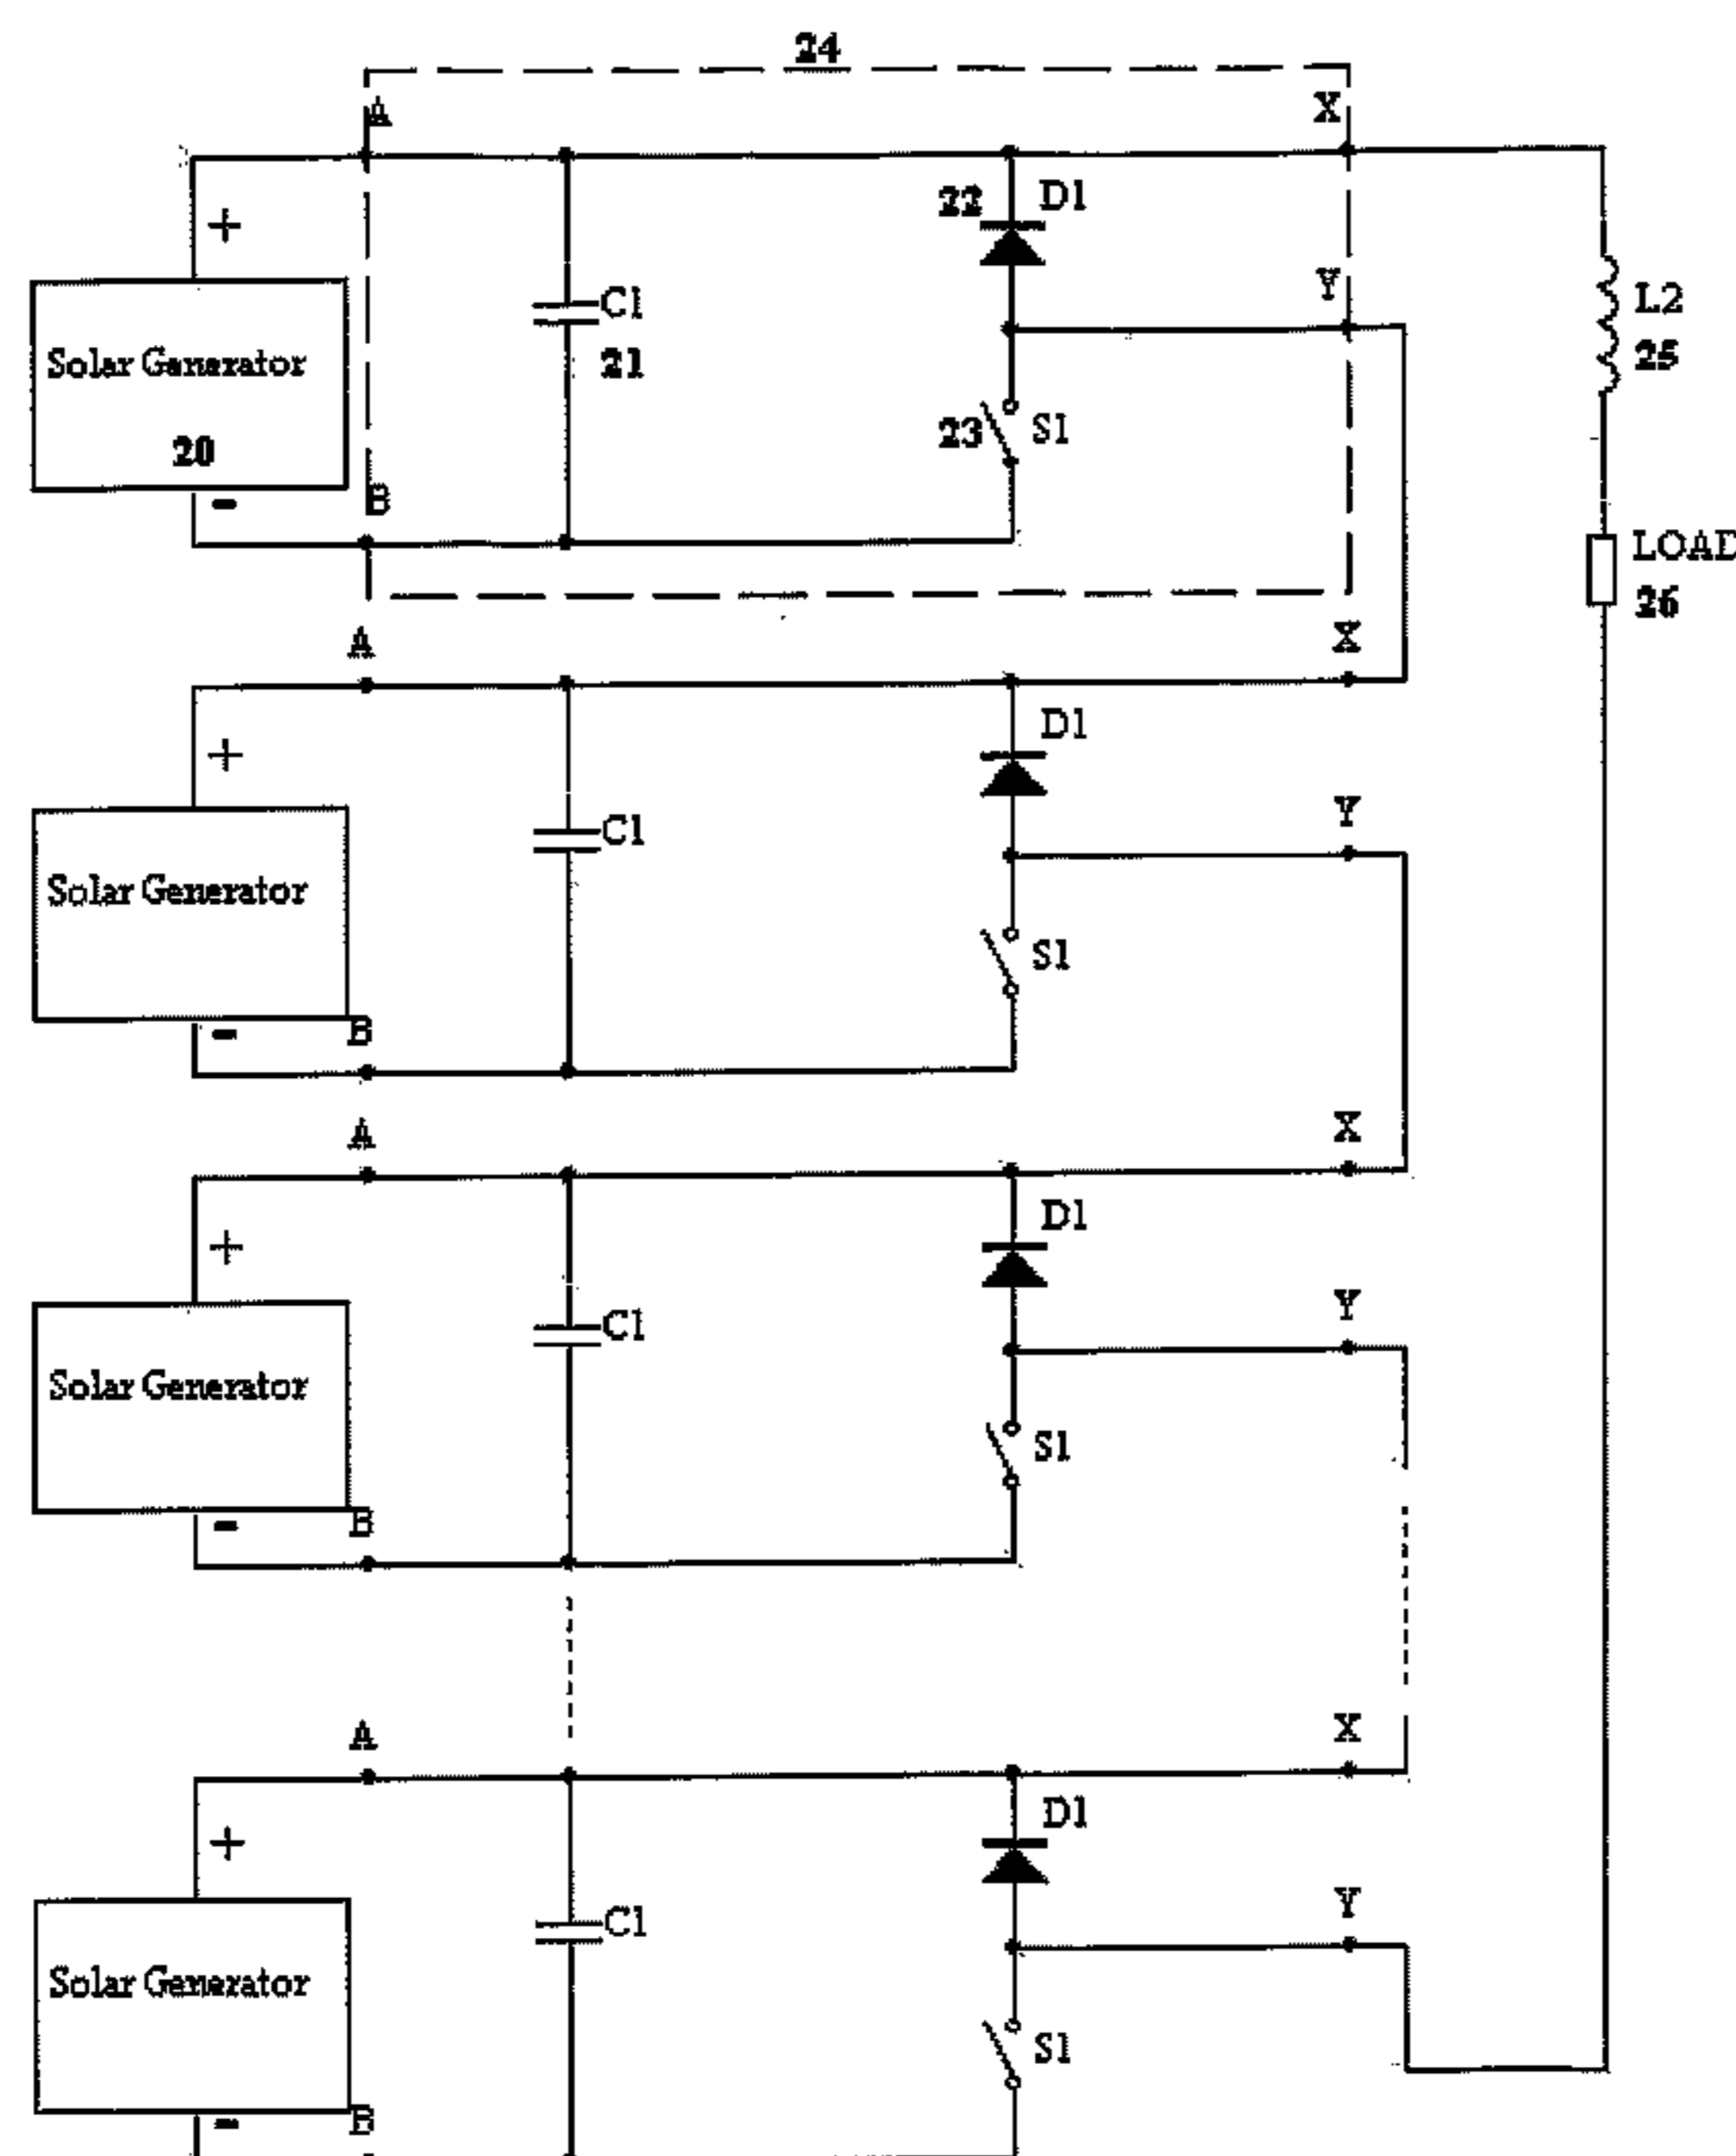 24
A X
22 D1
+
Y
C1
L2
Solar Generator
21
25
23 S1
20
B
-
LOAD
26
A X
D1
+
Y
C1
Solar Generator
S1
-
B
A X
D1
+
Y
C1
Solar Generator
S1
-
B
A X
D1
+
Y
C1
Solar Generator
S1
-
B